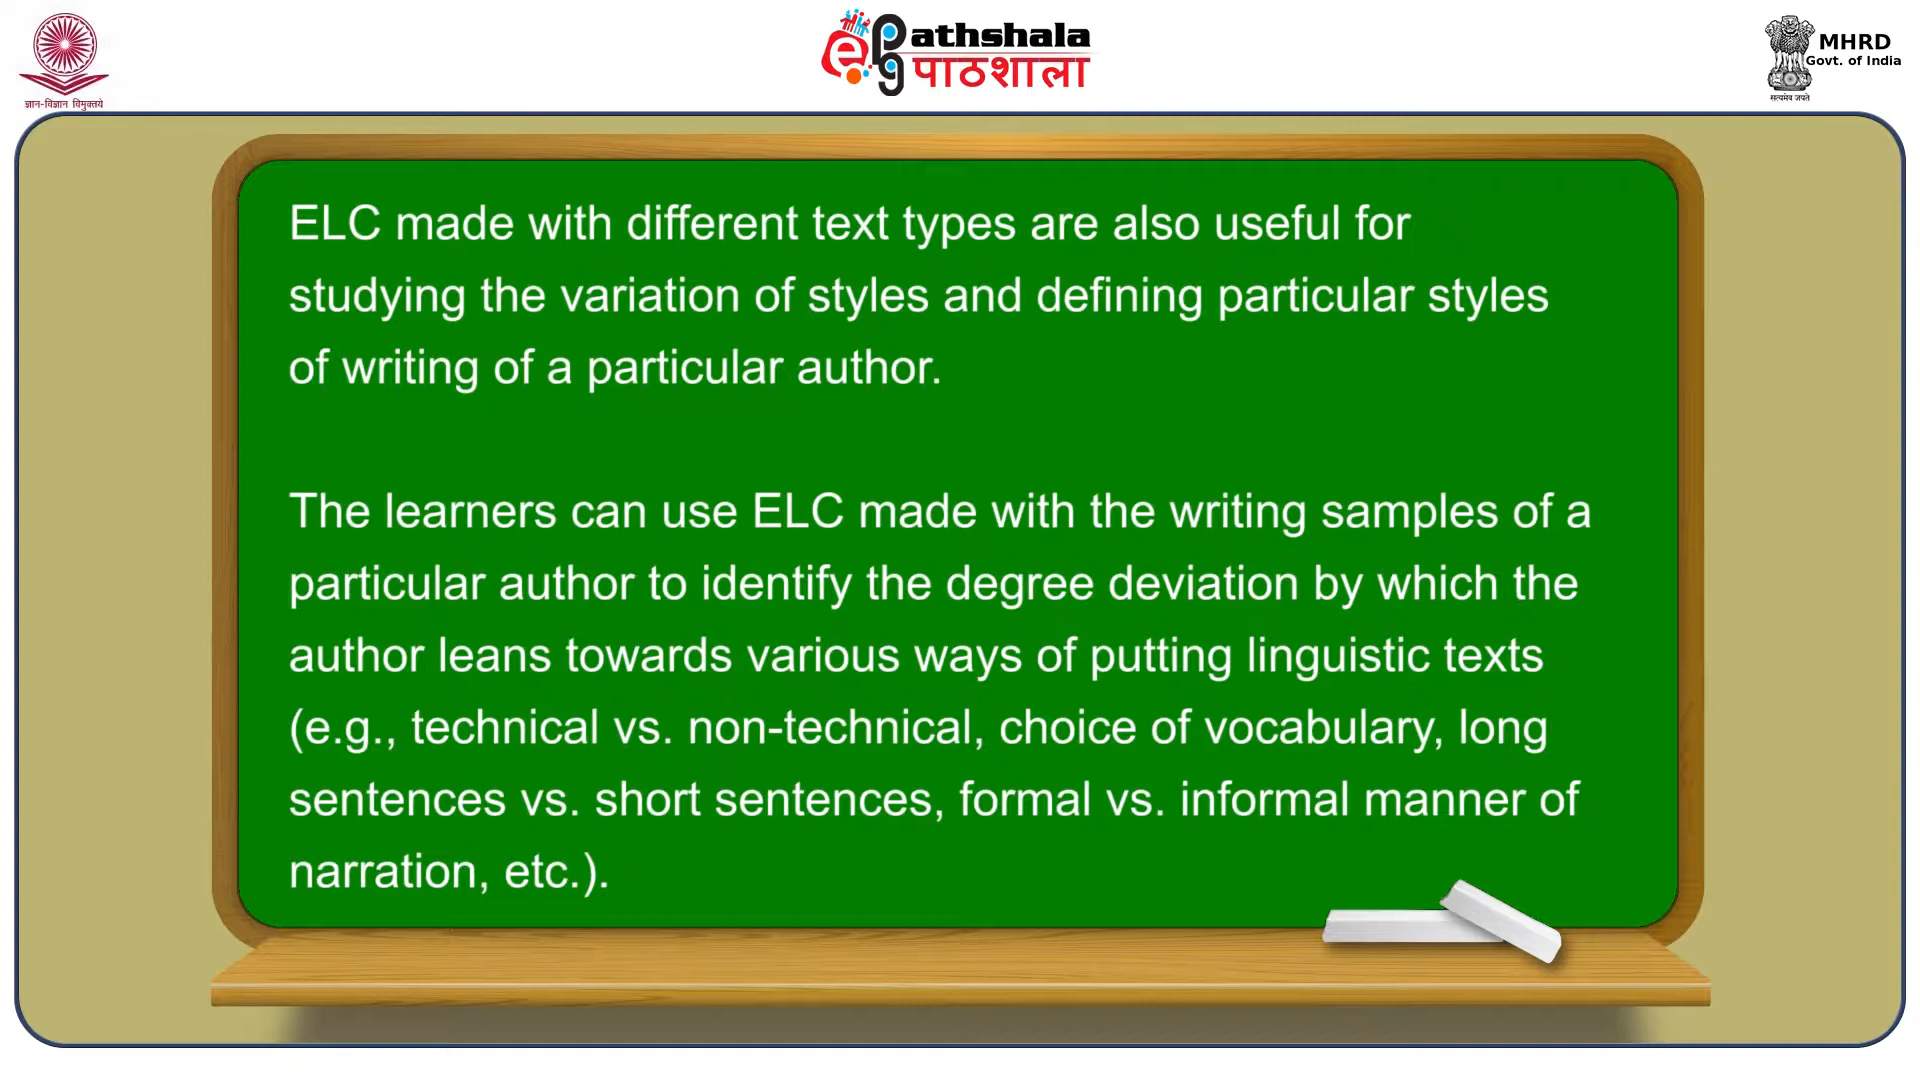 ज्ञान-विज्ञान विमुक्तये
ePathshala
पाठशाला
MHRD
Govt. of India
सत्यमेव जयते
ELC made with different text types are also useful for
studying the variation of styles and defining particular styles
of writing of a particular author.
The learners can use ELC made with the writing samples of a
particular author to identify the degree deviation by which the
author leans towards various ways of putting linguistic texts
(e.g., technical vs. non-technical, choice of vocabulary, long
sentences vs. short sentences, formal vs. informal manner of
narration, etc.).